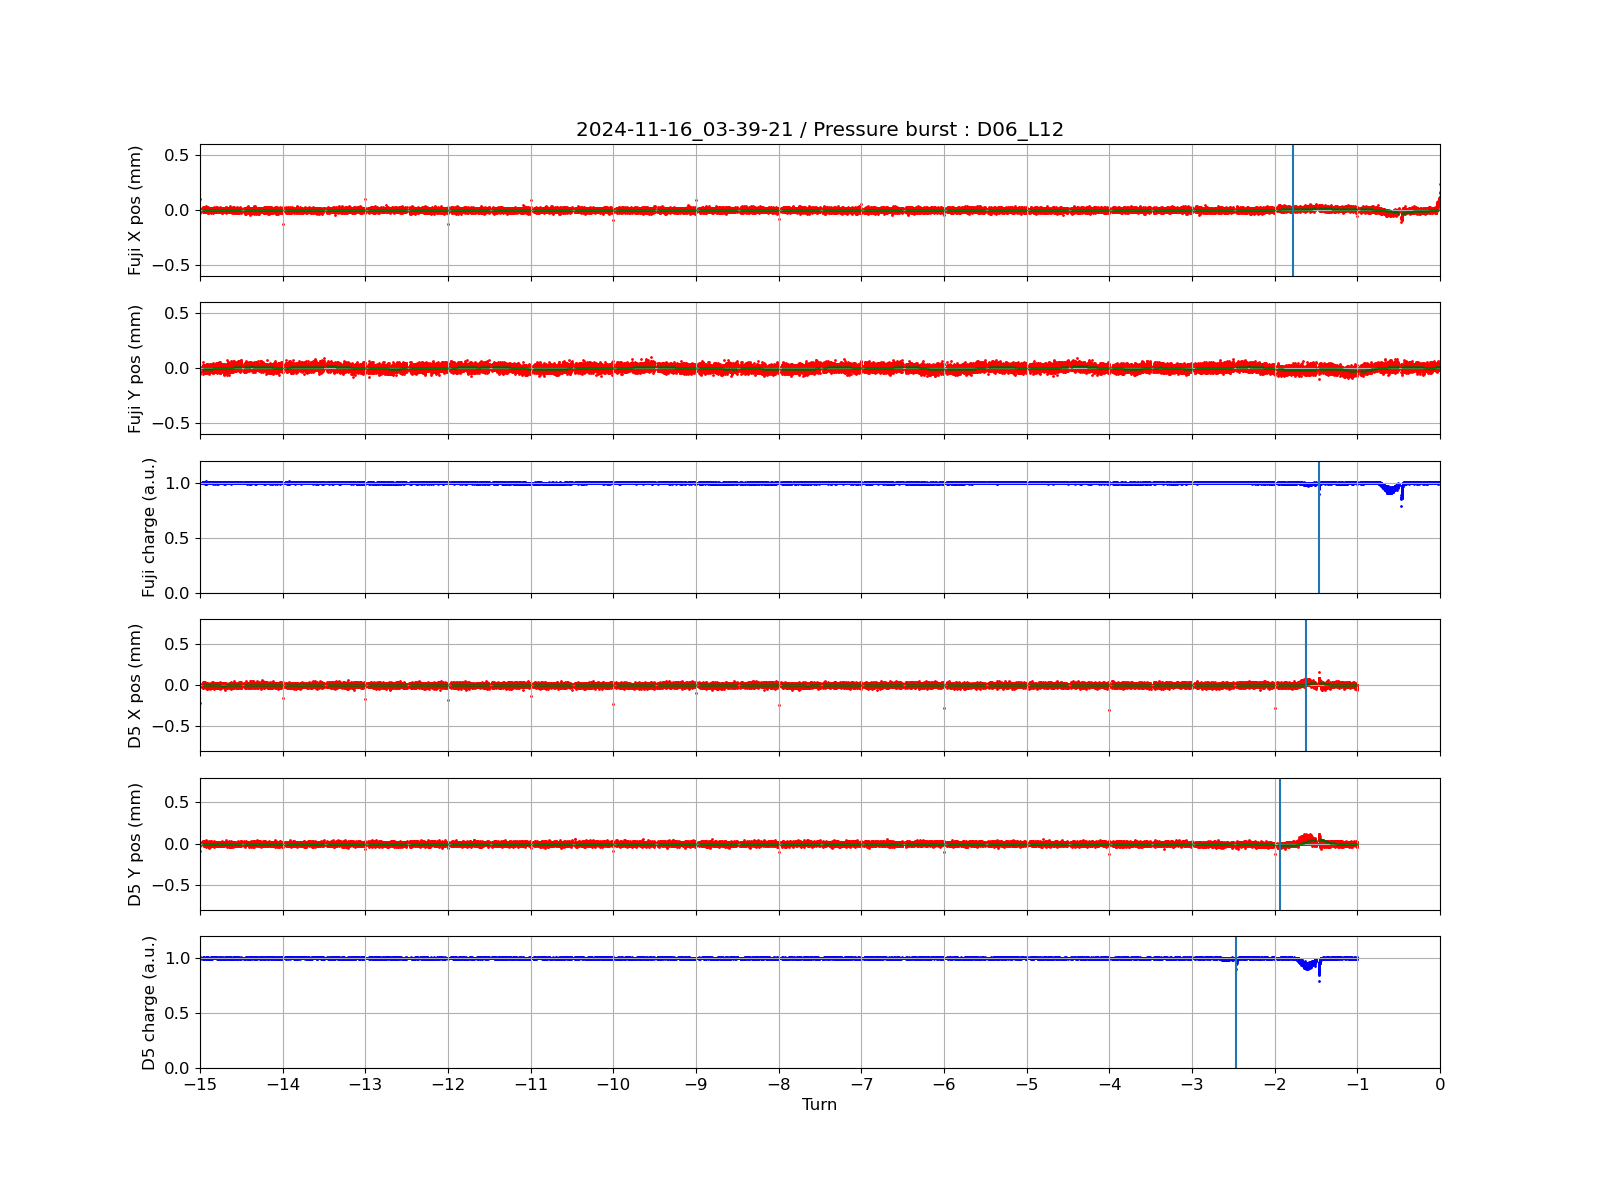 2024-11-16_03-39-21 / Pressure burst : D06_L12
Fuji X pos (mm)
0.5
0.0
−0.5
Fuji Y pos (mm)
0.5
0.0
−0.5
Fuji charge (a.u.)
1.0
0.5
0.0
D5 X pos (mm)
0.5
0.0
−0.5
D5 Y pos (mm)
0.5
0.0
−0.5
D5 charge (a.u.)
1.0
0.5
0.0
−15 −14 −13 −12 −11 −10 −9 −8 −7 −6 −5 −4 −3 −2 −1 0
Turn